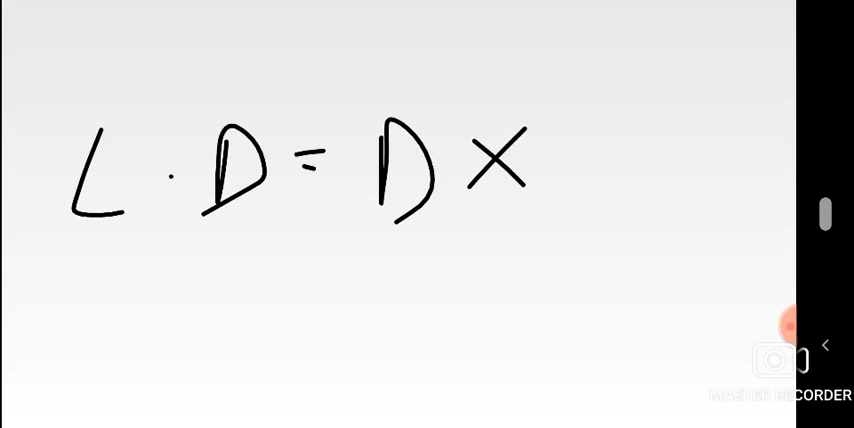 L . D = D X
MASTER RECORDER